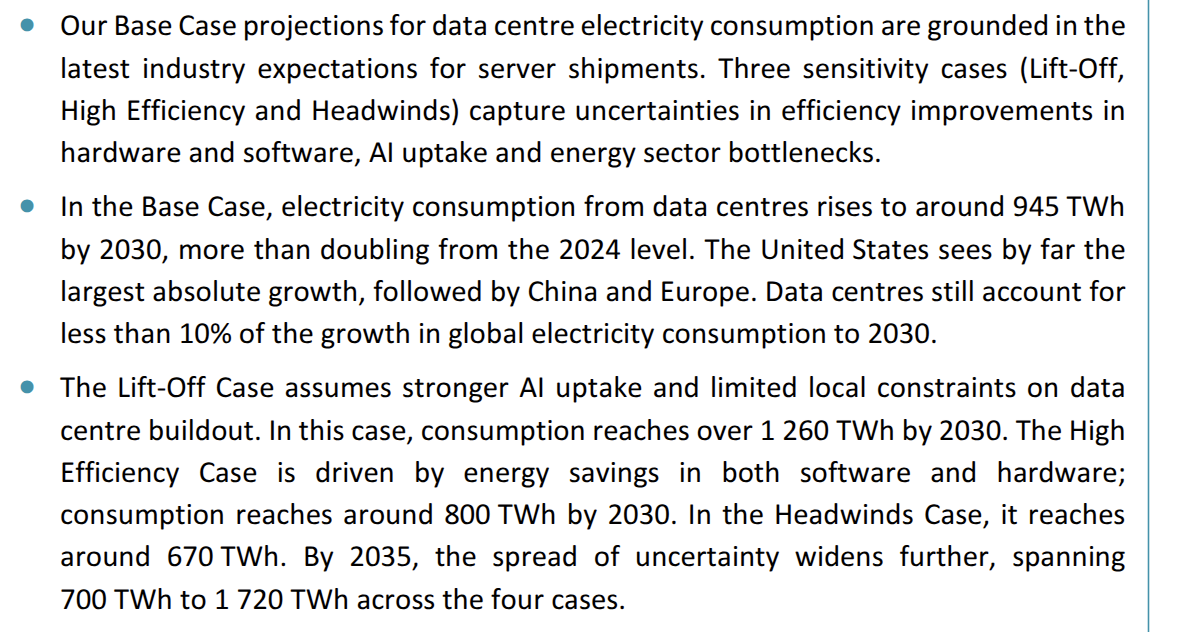 Our Base Case projections for data centre electricity consumption are grounded in the
latest industry expectations for server shipments. Three sensitivity cases (Lift-Off,
High Efficiency and Headwinds) capture uncertainties in efficiency improvements in
hardware and software, AI uptake and energy sector bottlenecks.
In the Base Case, electricity consumption from data centres rises to around 945 TWh
by 2030, more than doubling from the 2024 level. The United States sees by far the
largest absolute growth, followed by China and Europe. Data centres still account for
less than 10% of the growth in global electricity consumption to 2030.
The Lift-Off Case assumes stronger AI uptake and limited local constraints on data
centre buildout. In this case, consumption reaches over 1 260 TWh by 2030. The High
Efficiency Case is driven by energy savings in both software and hardware;
consumption reaches around 800 TWh by 2030. In the Headwinds Case, it reaches
around 670 TWh. By 2035, the spread of uncertainty widens further, spanning
700 TWh to 1 720 TWh across the four cases.